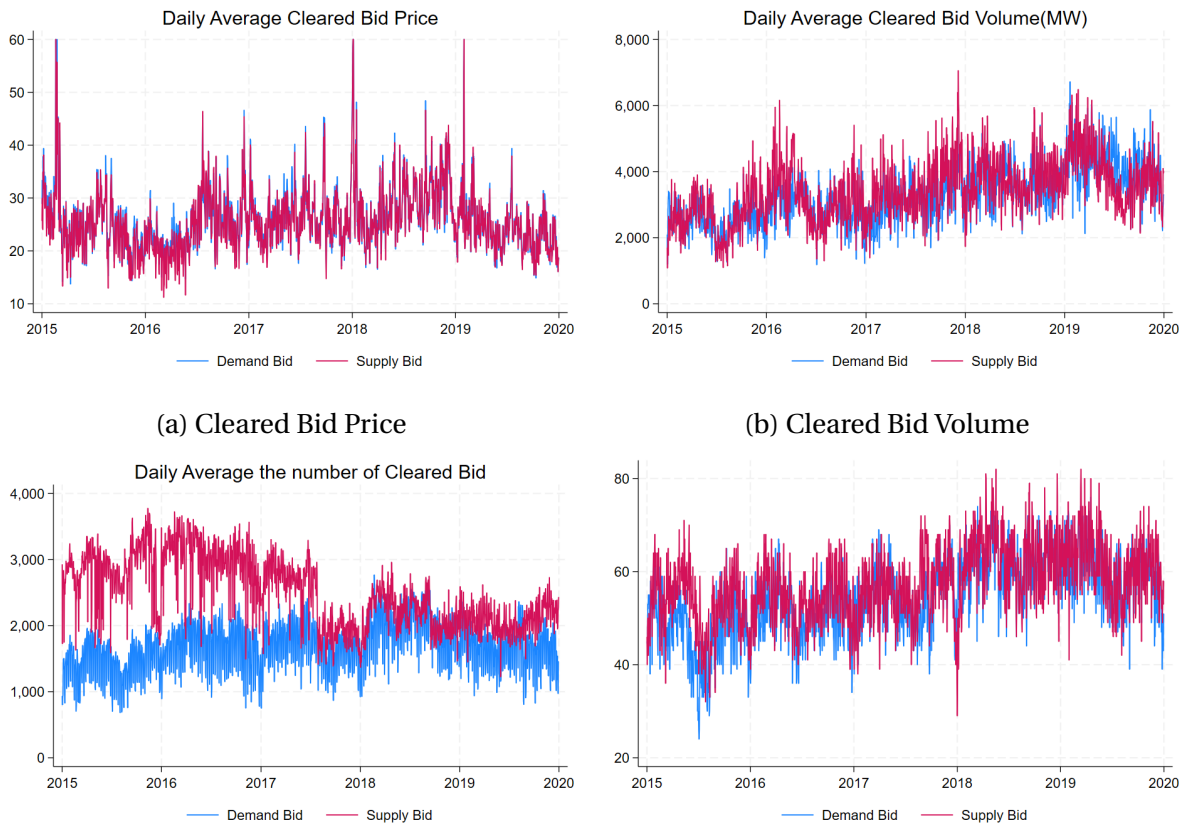 Daily Average Cleared Bid Price
60
50
40
30
20
10
2015 2016 2017 2018 2019 2020
Demand Bid Supply Bid
(a) Cleared Bid Price
Daily Average Cleared Bid Volume(MW)
8,000
6,000
4,000
2,000
0
2015 2016 2017 2018 2019 2020
Demand Bid Supply Bid
(b) Cleared Bid Volume
Daily Average the number of Cleared Bid
4,000
3,000
2,000
1,000
0
2015 2016 2017 2018 2019 2020
Demand Bid Supply Bid
80
60
40
20
2015 2016 2017 2018 2019 2020
Demand Bid Supply Bid